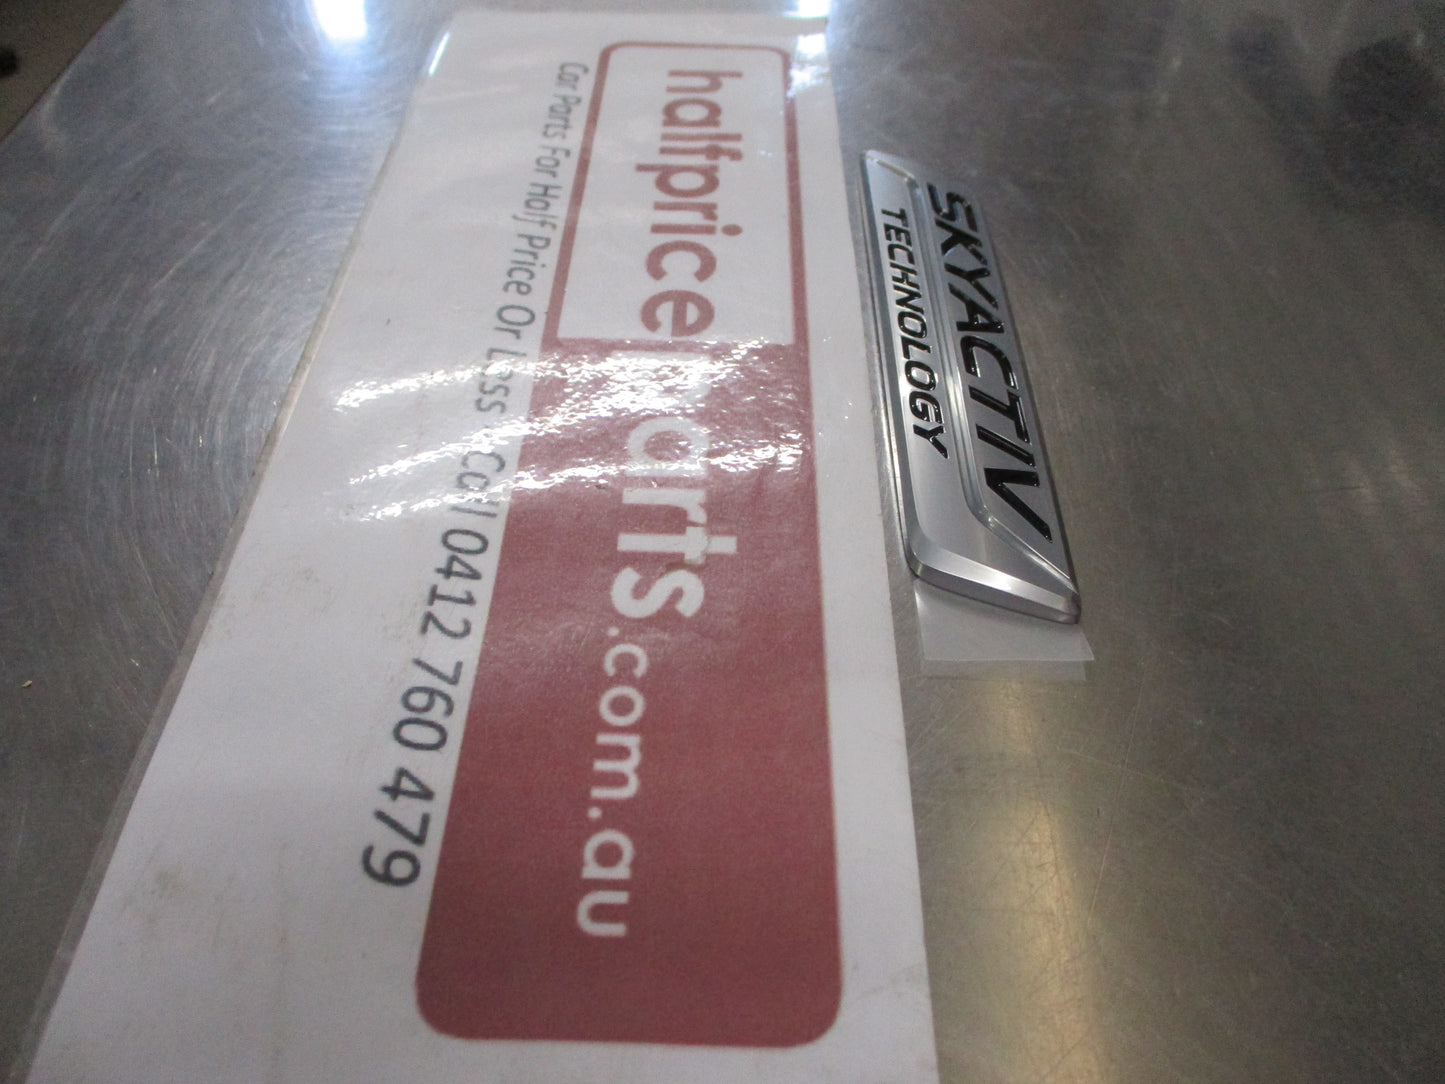 halfpriceparts.com.au
Car Parts For Half Price Or Less - Call 0412 760 479
SKYACTIV
TECHNOLOGY